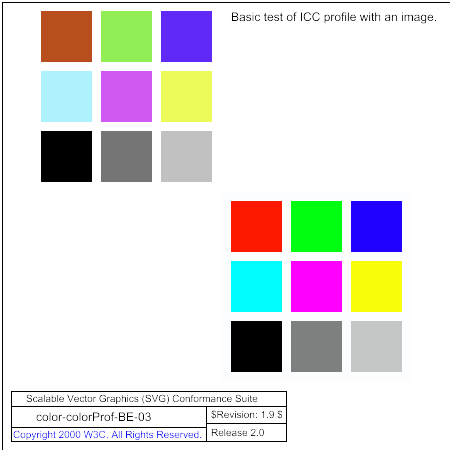 Basic test of ICC profile with an image.
Scalable Vector Graphics (SVG) Conformance Suite
color-colorProf-BE-03
$Revision: 1.9 $
Copyright 2000 W3C. All Rights Reserved.
Release 2.0